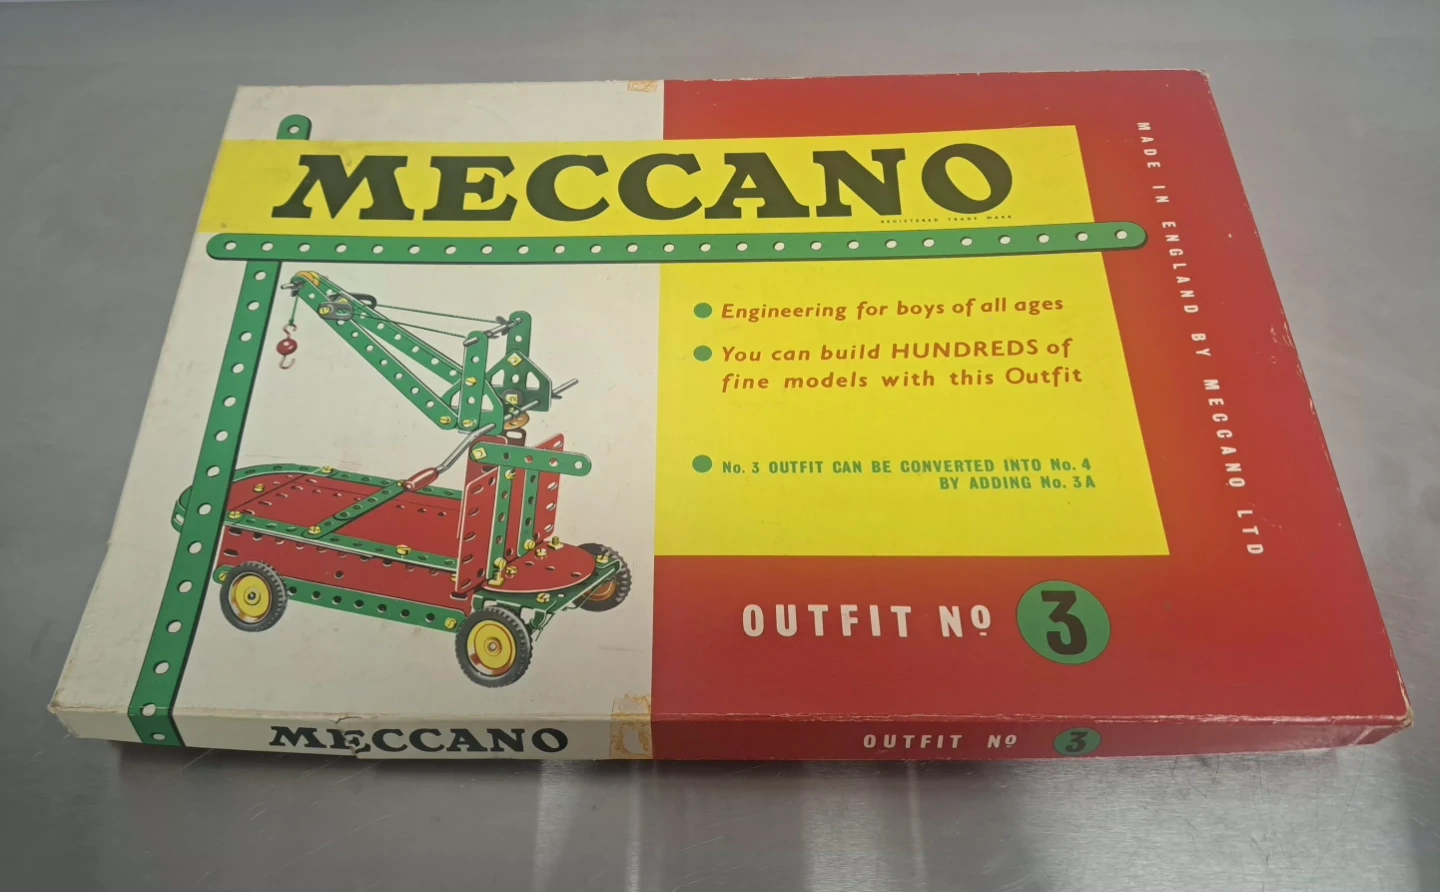 MECCANO
REGISTERED TRADE MARK
Engineering for boys of all ages
You can build HUNDREDS of
fine models with this Outfit
No. 3 OUTFIT CAN BE CONVERTED INTO No. 4
BY ADDING No. 3A
OUTFIT Nº 3
MADE IN ENGLAND BY MECCANO LTD
MECCANO
OUTFIT Nº 3